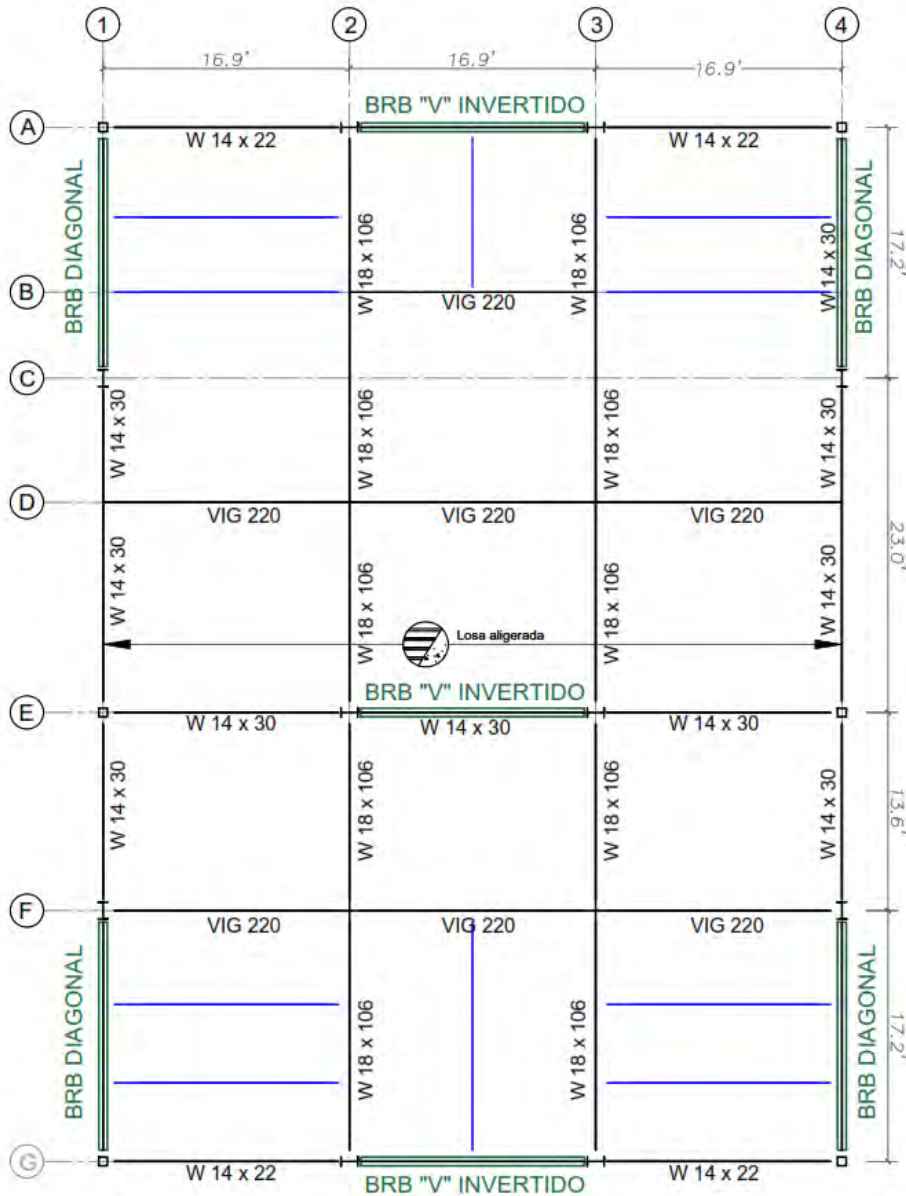 1 2 3 4
16.9' 16.9' 16.9'
BRB "V" INVERTIDO
A
W 14 x 22 W 14 x 22
BRB DIAGONAL
W 18 x 106
W 18 x 106
W 14 x 30
BRB DIAGONAL
17.2'
B
VIG 220
C
W 14 x 30
W 18 x 106
W 18 x 106
W 14 x 30
D
VIG 220 VIG 220 VIG 220
23.0'
W 14 x 30
W 18 x 106
W 18 x 106
W 14 x 30
Losa aligerada
BRB "V" INVERTIDO
E
W 14 x 30 W 14 x 30 W 14 x 30
W 14 x 30
W 18 x 106
W 18 x 106
W 14 x 30
13.6'
F
VIG 220 VIG 220 VIG 220
BRB DIAGONAL
W 18 x 106
W 18 x 106
BRB DIAGONAL
17.2'
G
W 14 x 22 W 14 x 22
BRB "V" INVERTIDO